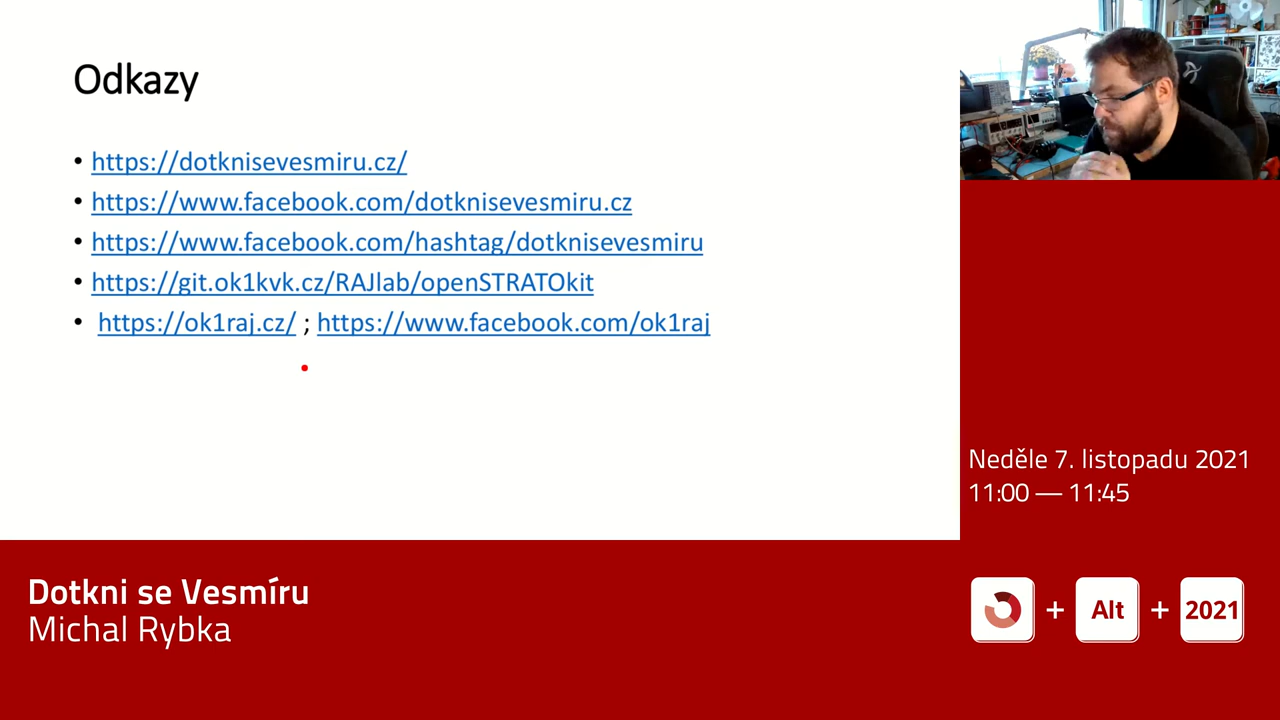 Odkazy
• https://dotknisevesmiru.cz/
• https://www.facebook.com/dotknisevesmiru.cz
• https://www.facebook.com/hashtag/dotknisevesmiru
• https://git.ok1kvk.cz/RAJlab/openSTRATOkit
• https://ok1raj.cz/ ; https://www.facebook.com/ok1raj
Neděle 7. listopadu 2021
11:00 — 11:45
Dotkni se Vesmíru
Michal Rybka
+ Alt + 2021